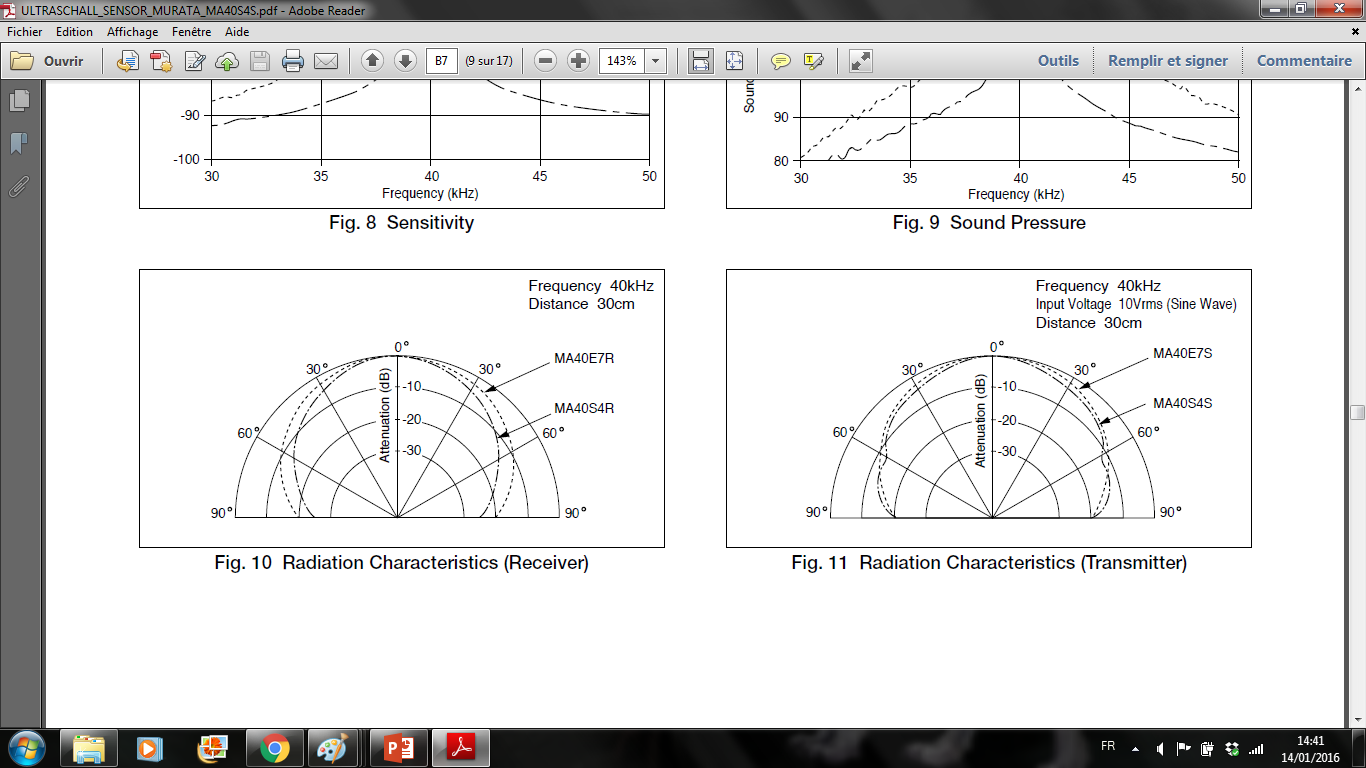 ULTRASCHALL_SENSOR_MURATA_MA40S4S.pdf - Adobe Reader
Fichier Edition Affichage Fenêtre Aide
Ouvrir B7 (9 sur 17) 143% Outils Remplir et signer Commentaire
-90
-100
30 35 40 45 50
Frequency (kHz)
Fig. 8 Sensitivity
Soun
90
80
30 35 40 45 50
Frequency (kHz)
Fig. 9 Sound Pressure
Frequency 40kHz
Distance 30cm
0°
30° 30°
MA40E7R
-10
MA40S4R
-20
60° 60°
Attenuation (dB)
-30
90° 90°
Fig. 10 Radiation Characteristics (Receiver)
Frequency 40kHz
Input Voltage 10Vrms (Sine Wave)
Distance 30cm
0°
MA40E7S
30° 30°
-10
MA40S4S
-20
60° 60°
Attenuation (dB)
-30
90° 90°
Fig. 11 Radiation Characteristics (Transmitter)
FR
14:41
14/01/2016